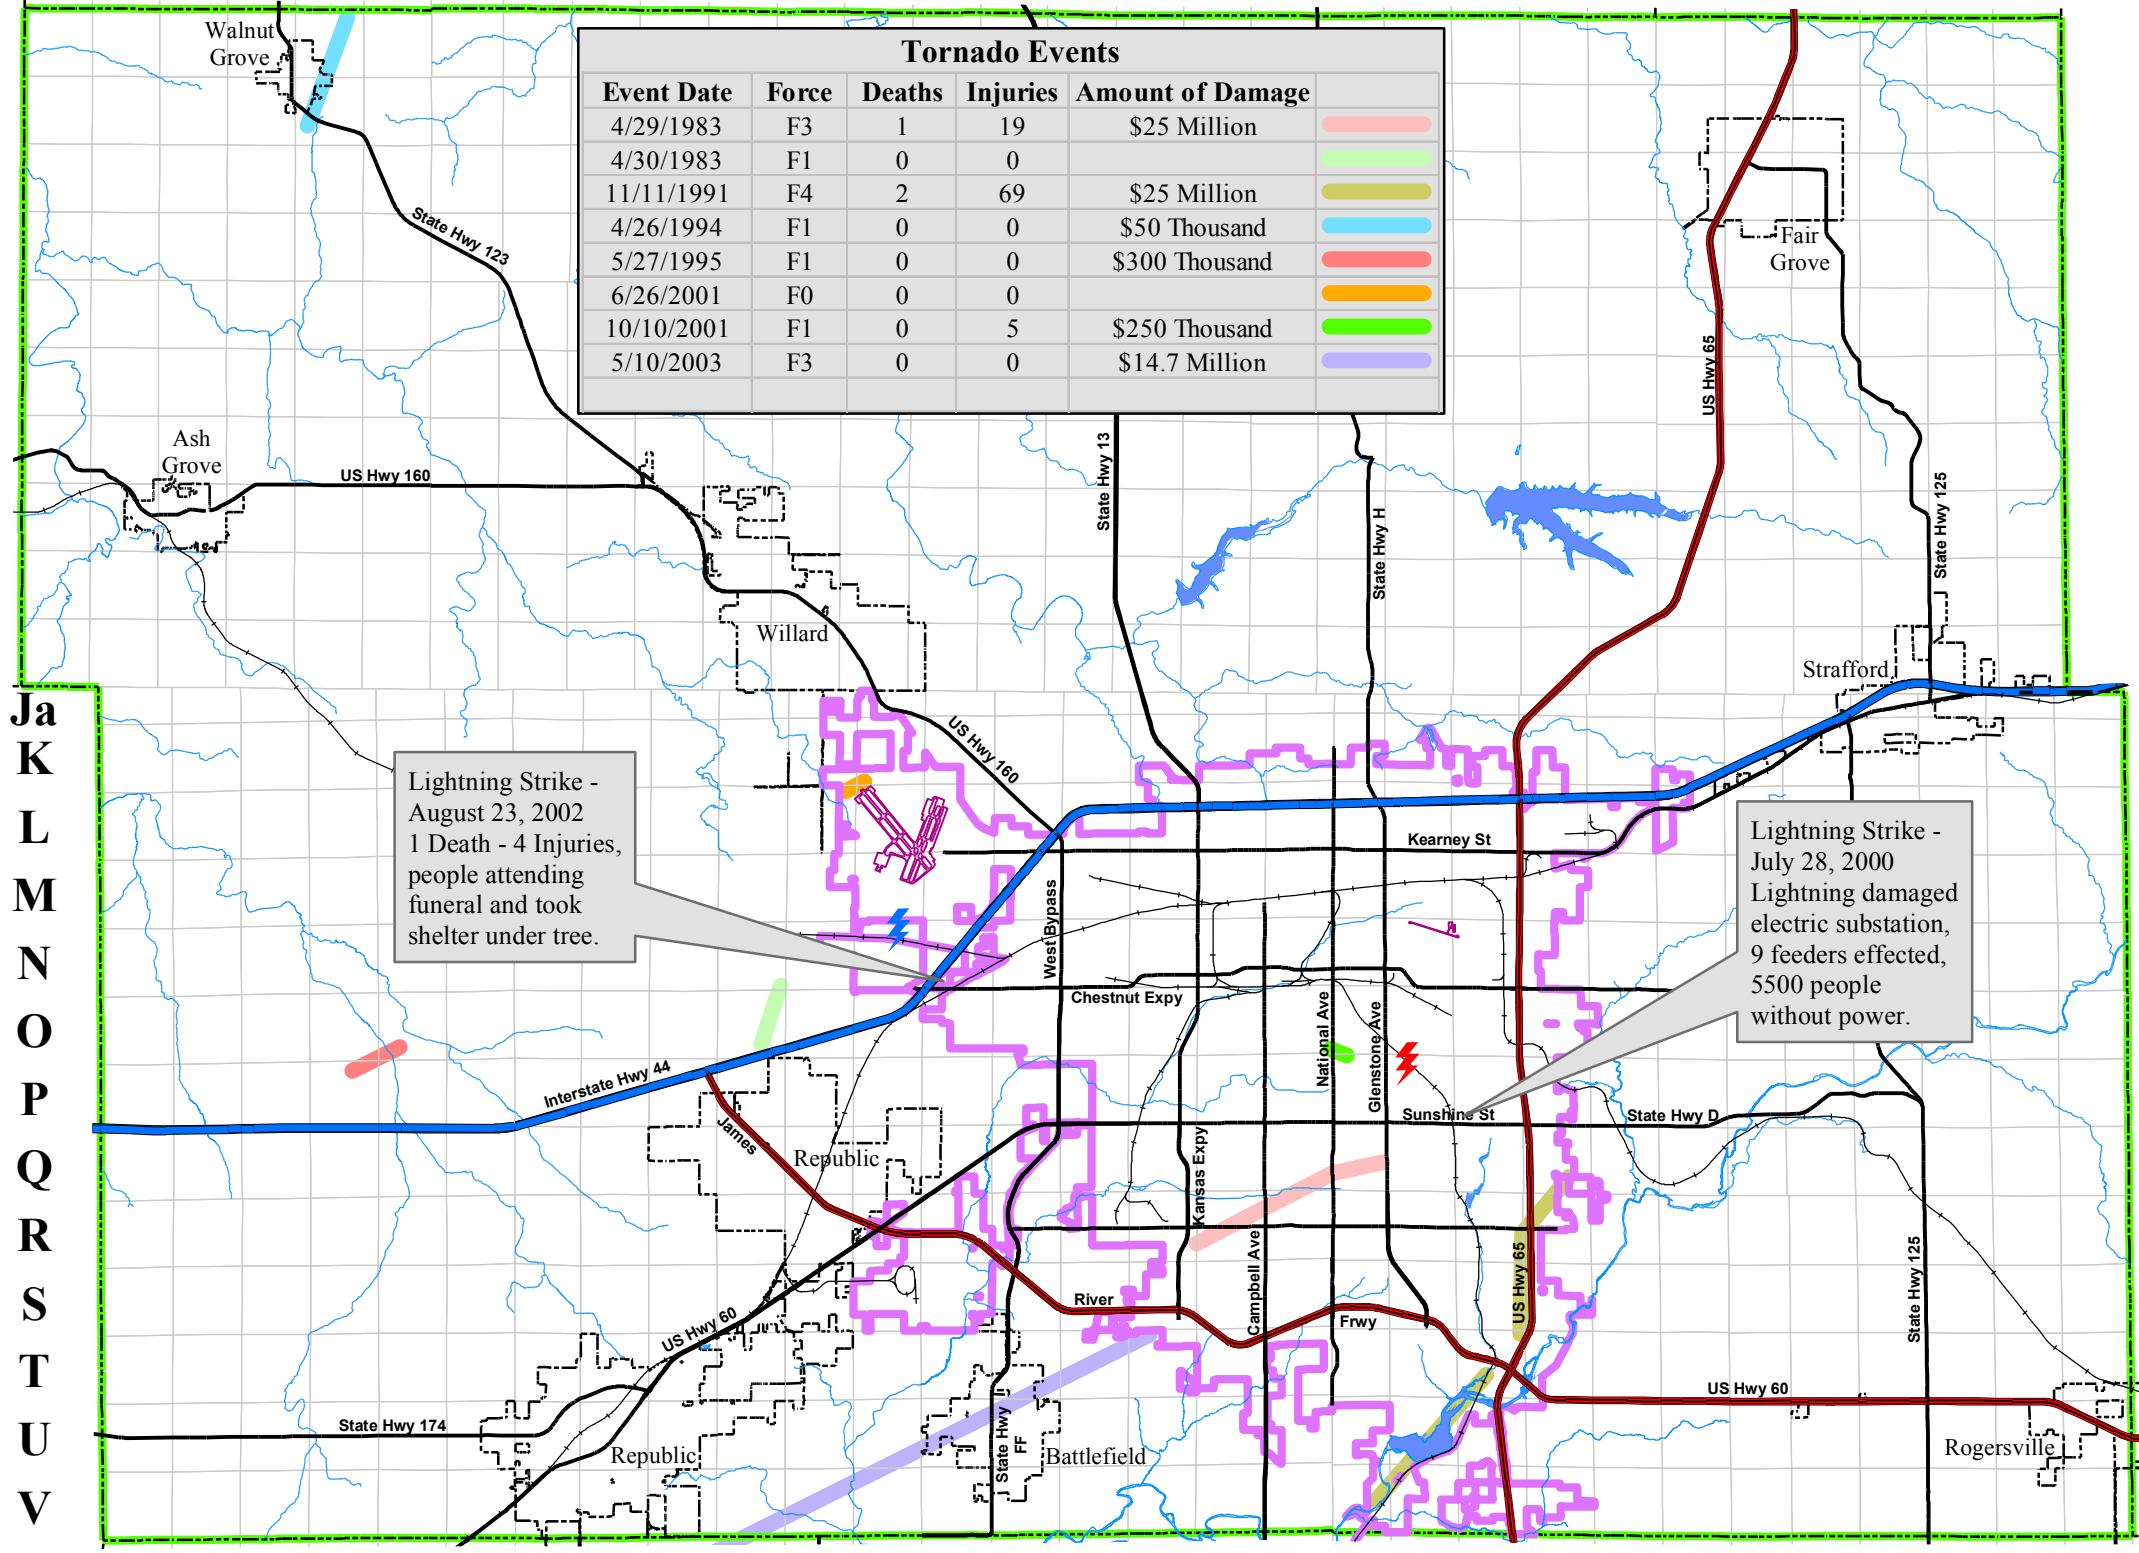 Walnut
Grove
Tornado Events
Event Date Force Deaths Injuries Amount of Damage
4/29/1983 F3 1 19 $25 Million
4/30/1983 F1 0 0
11/11/1991 F4 2 69 $25 Million
4/26/1994 F1 0 0 $50 Thousand
5/27/1995 F1 0 0 $300 Thousand
6/26/2001 F0 0 0
10/10/2001 F1 0 5 $250 Thousand
5/10/2003 F3 0 0 $14.7 Million
State Hwy 123
Fair
Grove
US Hwy 65
Ash
Grove
US Hwy 160
State Hwy 13
State Hwy H
State Hwy 125
Willard
Strafford
Ja
K
L
M
N
O
P
Q
R
S
T
U
V
US Hwy 160
Lightning Strike -
August 23, 2002
1 Death - 4 Injuries,
people attending
funeral and took
shelter under tree.
Lightning Strike -
July 28, 2000
Lightning damaged
electric substation,
9 feeders effected,
5500 people
without power.
Kearney St
West Bypass
Chestnut Expy
National Ave
Glenstone Ave
Interstate Hwy 44
Sunshine St
State Hwy D
James
Republic
Kansas Expy
Campbell Ave
US Hwy 65
State Hwy 125
River
Frwy
US Hwy 60
US Hwy 60
State Hwy 174
State Hwy
FF
Republic
Battlefield
Rogersville